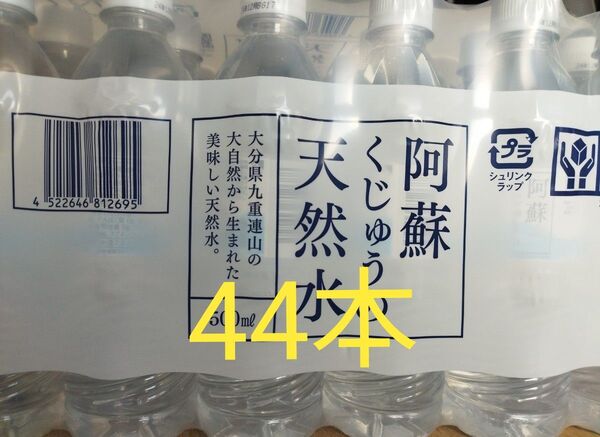 阿蘇
くじゅうの
天然水
大分県九重連山の
大自然から生まれた
美味しい天然水。
500ml
44本
4 522646 812695
プラ
シュリンク
ラップ